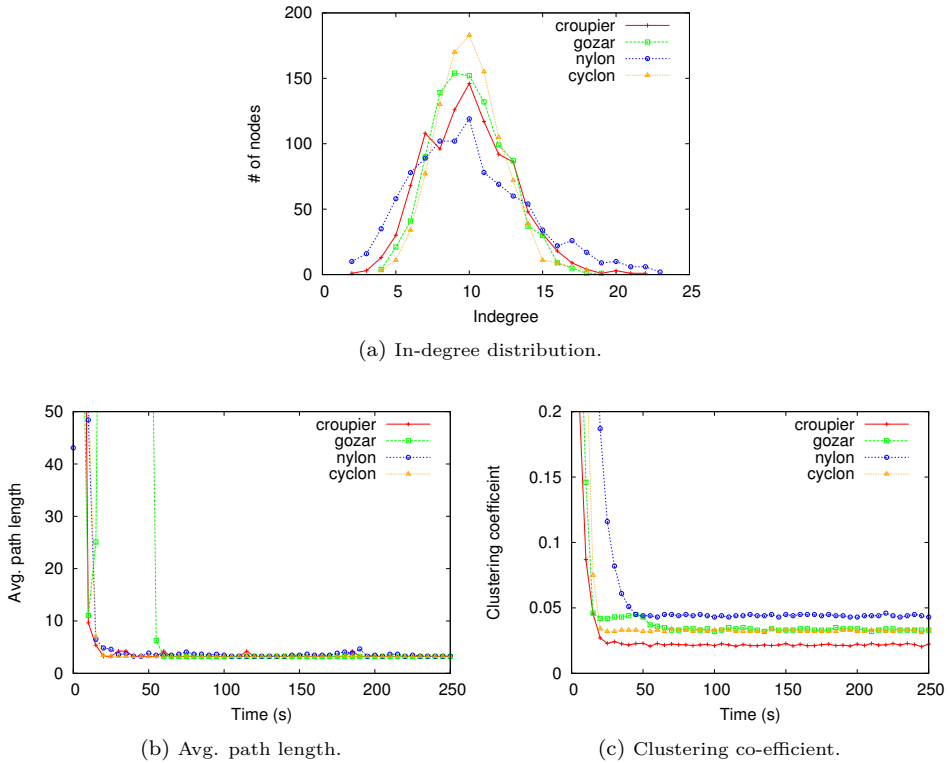 200
150
100
50
0
# of nodes
croupier
gozar
nylon
cyclon
0 5 10 15 20 25
Indegree
(a) In-degree distribution.
50
40
30
20
10
0
Avg. path length
croupier
gozar
nylon
cyclon
0 50 100 150 200 250
Time (s)
(b) Avg. path length.
0.2
0.15
0.1
0.05
0
Clustering coefficeint
croupier
gozar
nylon
cyclon
0 50 100 150 200 250
Time (s)
(c) Clustering co-efficient.